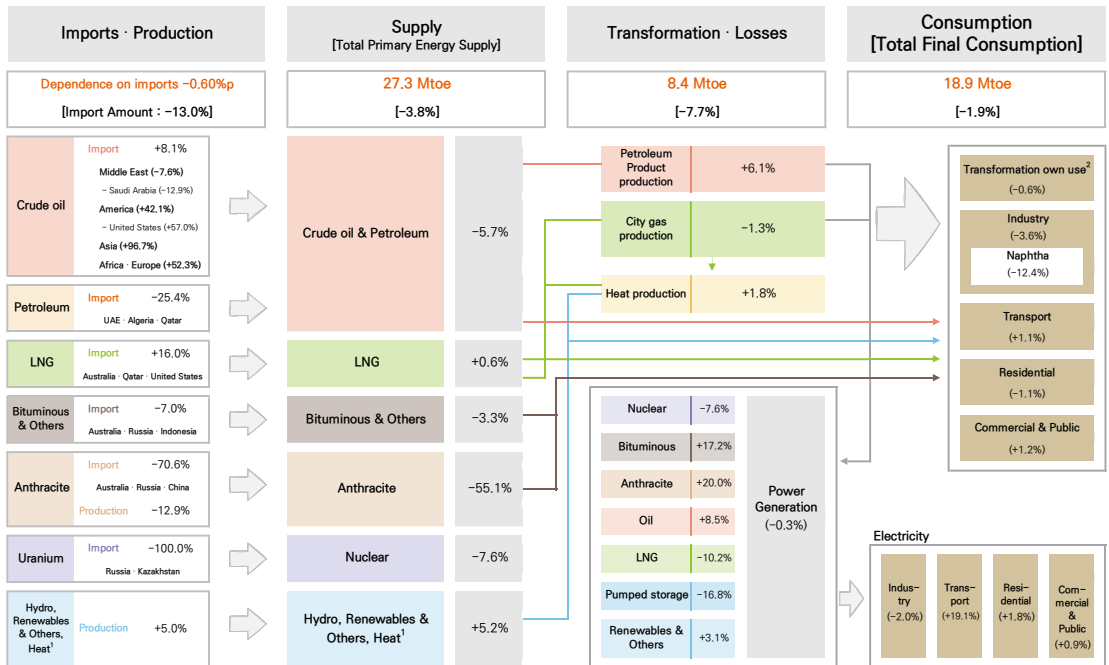 Imports · Production
Supply
[Total Primary Energy Supply]
Transformation · Losses
Consumption
[Total Final Consumption]
Dependence on imports −0.60%p
[Import Amount : −13.0%]
27.3 Mtoe
[−3.8%]
8.4 Mtoe
[−7.7%]
18.9 Mtoe
[−1.9%]
Crude oil
Import +8.1%
Middle East (−7.6%)
− Saudi Arabia (−12.9%)
America (+42.1%)
− United States (+57.0%)
Asia (+96.7%)
Africa · Europe (+52.3%)
Petroleum
Import −25.4%
UAE · Algeria · Qatar
LNG
Import +16.0%
Australia · Qatar · United States
Bituminous
& Others
Import −7.0%
Australia · Russia · Indonesia
Anthracite
Import −70.6%
Australia · Russia · China
Production −12.9%
Uranium
Import −100.0%
Russia · Kazakhstan
Hydro,
Renewables
& Others,
Heat1
Production +5.0%
Crude oil & Petroleum −5.7%
LNG +0.6%
Bituminous & Others −3.3%
Anthracite −55.1%
Nuclear −7.6%
Hydro, Renewables &
Others, Heat1
+5.2%
Petroleum
Product
production
+6.1%
City gas
production
−1.3%
Heat production +1.8%
Nuclear −7.6%
Bituminous +17.2%
Anthracite +20.0%
Oil +8.5%
LNG −10.2%
Pumped storage −16.8%
Renewables &
Others
+3.1%
Power
Generation
(−0.3%)
Transformation own use2
(−0.6%)
Industry
(−3.6%)
Naphtha
(−12.4%)
Transport
(+1.1%)
Residential
(−1.1%)
Commercial & Public
(+1.2%)
Electricity
Indus−
try
(−2.0%)
Trans−
port
(+19.1%)
Resi−
dential
(+1.8%)
Com−
mercial
&
Public
(+0.9%)